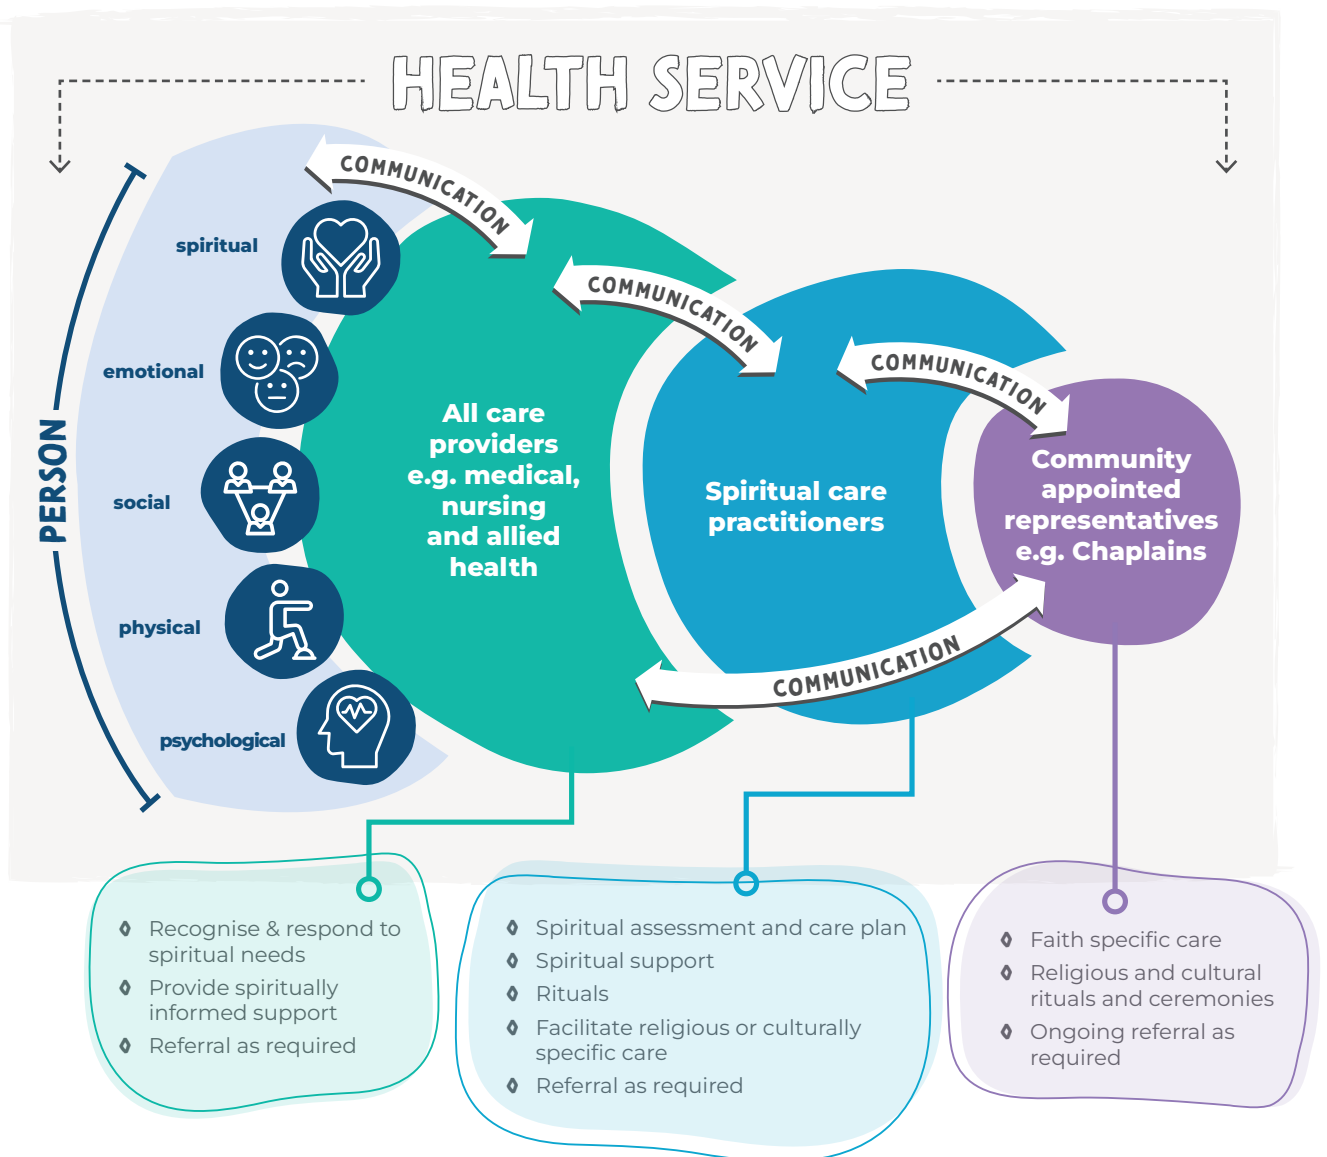 HEALTH SERVICE
COMMUNICATION
COMMUNICATION
COMMUNICATION
COMMUNICATION
PERSON
spiritual
emotional
social
physical
psychological
All care
providers
e.g. medical,
nursing
and allied
health
Spiritual care
practitioners
Community
appointed
representatives
e.g. Chaplains
Recognise & respond to
spiritual needs
Provide spiritually
informed support
Referral as required
Spiritual assessment and care plan
Spiritual support
Rituals
Facilitate religious or culturally
specific care
Referral as required
Faith specific care
Religious and cultural
rituals and ceremonies
Ongoing referral as
required